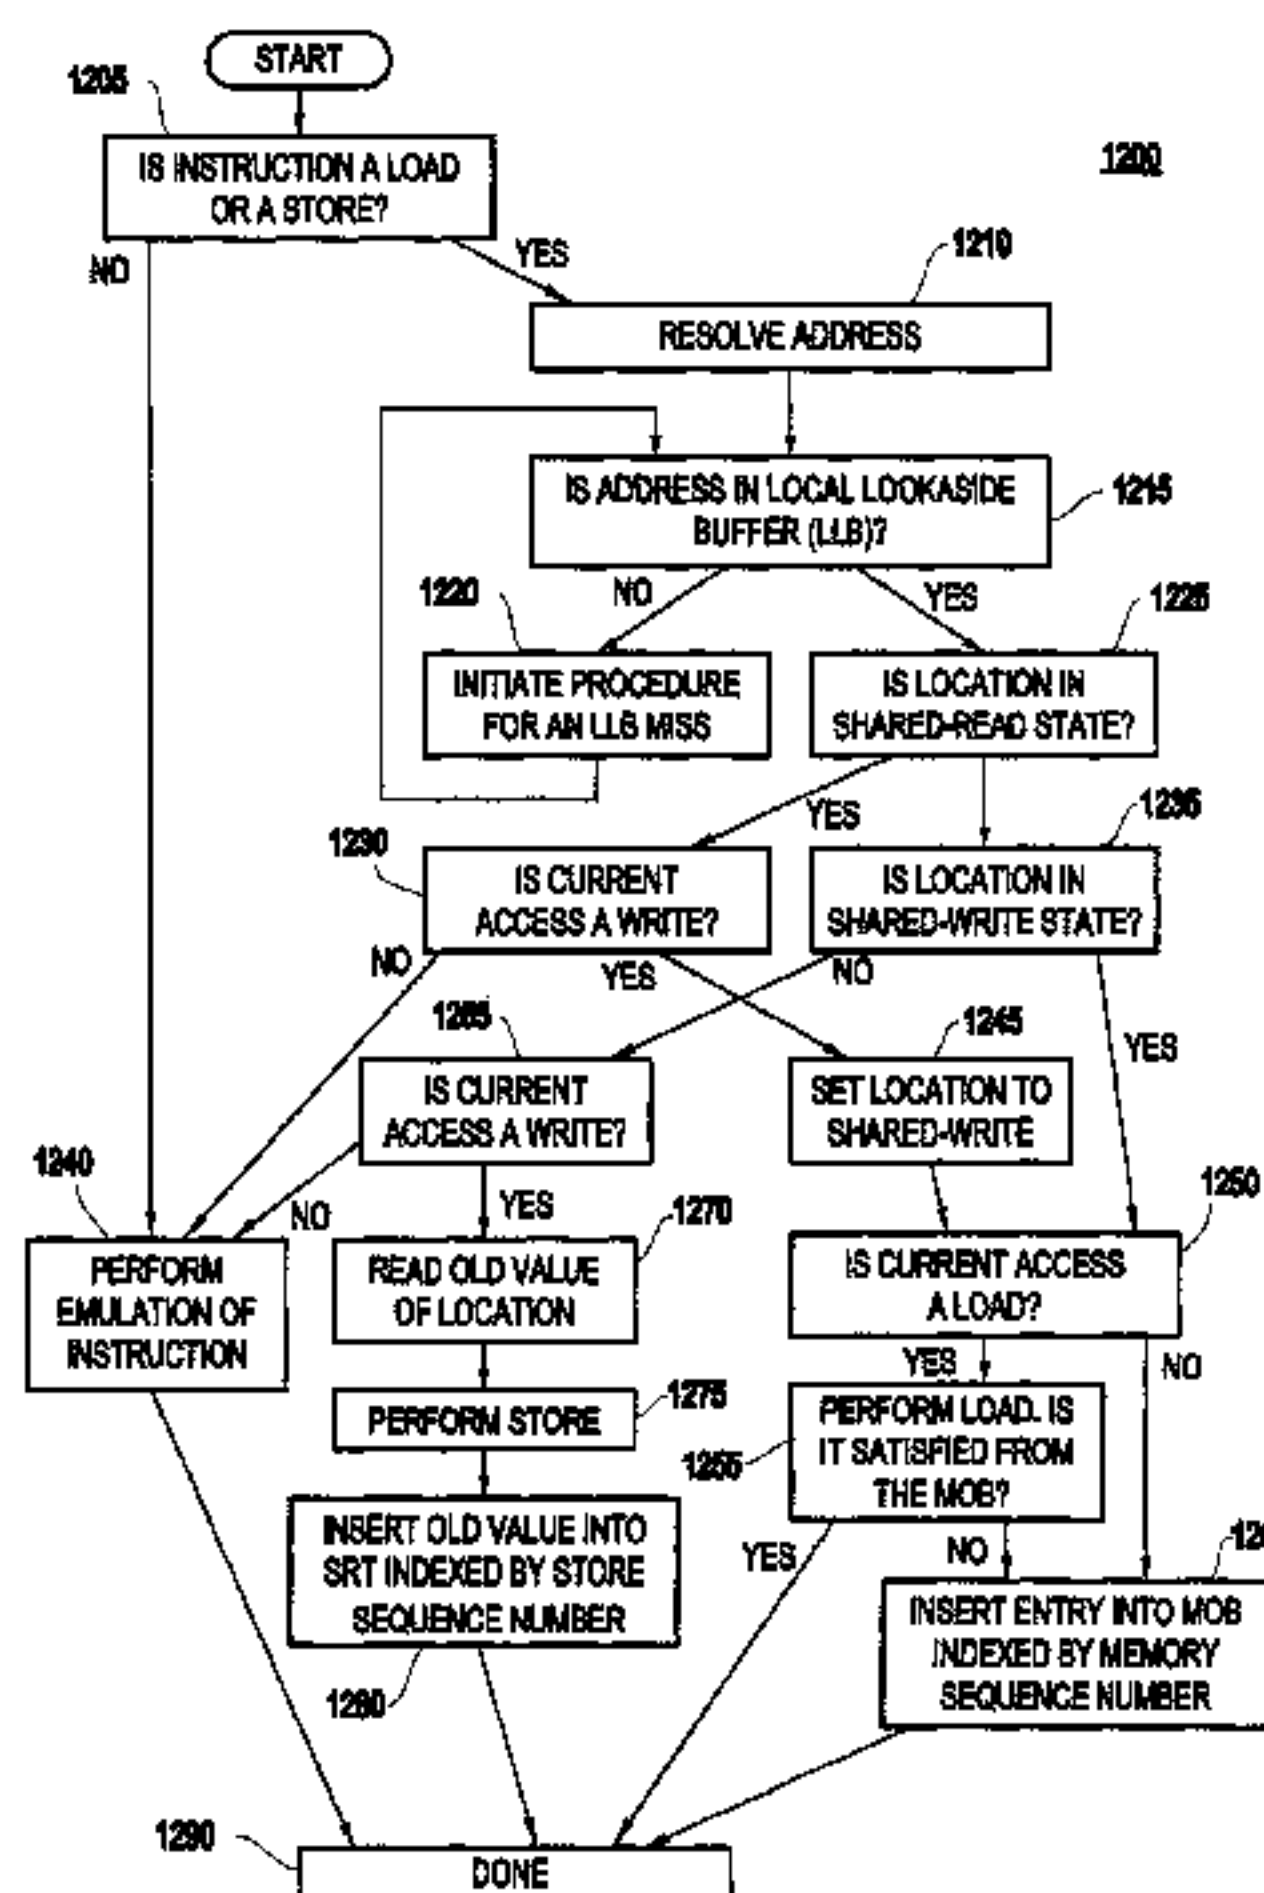 START
1205
IS INSTRUCTION A LOAD
OR A STORE?
1200
NO
YES
1210
RESOLVE ADDRESS
IS ADDRESS IN LOCAL LOOKASIDE
BUFFER (LLB)?
1215
1220
NO
YES
1225
INITIATE PROCEDURE
FOR AN LLB MISS
IS LOCATION IN
SHARED-READ STATE?
YES
1235
1230
IS CURRENT
ACCESS A WRITE?
IS LOCATION IN
SHARED-WRITE STATE?
NO
YES
NO
1265
1245
YES
IS CURRENT
ACCESS A WRITE?
SET LOCATION TO
SHARED-WRITE
1240
NO
YES
1270
1250
PERFORM
EMULATION OF
INSTRUCTION
READ OLD VALUE
OF LOCATION
IS CURRENT ACCESS
A LOAD?
YES
NO
PERFORM STORE
1275
1255
PERFORM LOAD. IS
IT SATISFIED FROM
THE MOB?
INSERT OLD VALUE INTO
SRT INDEXED BY STORE
SEQUENCE NUMBER
YES
NO
1280
INSERT ENTRY INTO MOB
INDEXED BY MEMORY
SEQUENCE NUMBER
1290
DONE